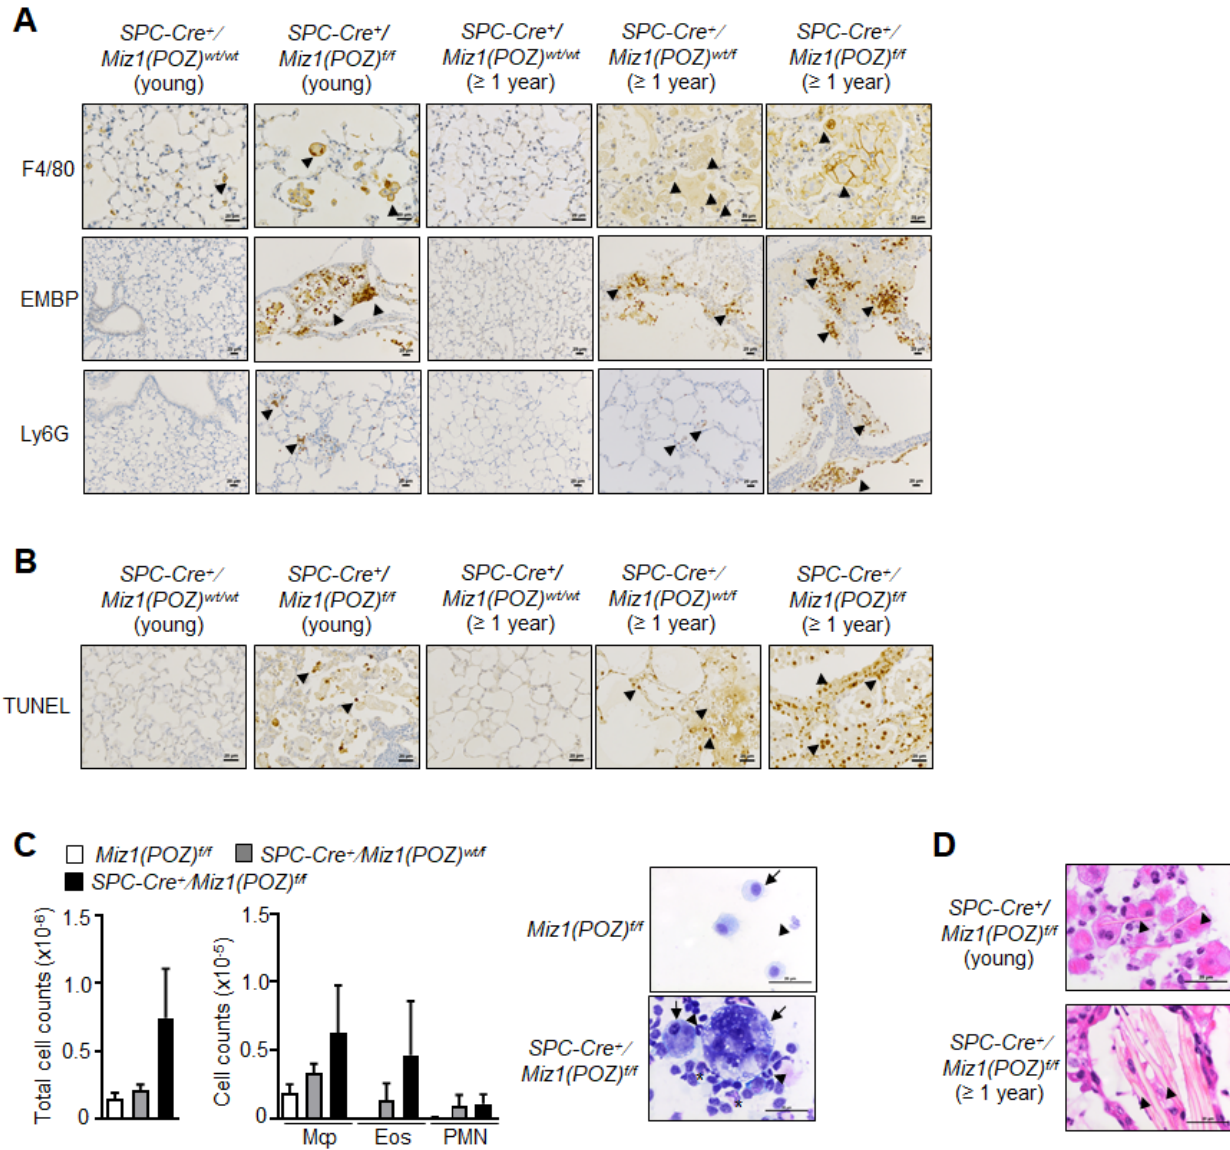 A
SPC-Cre+/ SPC-Cre+/ SPC-Cre+/ SPC-Cre+/ SPC-Cre+/
Miz1(POZ)wt/wt Miz1(POZ)f/f Miz1(POZ)wt/wt Miz1(POZ)wt/f Miz1(POZ)f/f
(young) (young) (≥ 1 year) (≥ 1 year) (≥ 1 year)
F4/80
EMBP
Ly6G
B
SPC-Cre+/ SPC-Cre+/ SPC-Cre+/ SPC-Cre+/ SPC-Cre+/
Miz1(POZ)wt/wt Miz1(POZ)f/f Miz1(POZ)wt/wt Miz1(POZ)wt/f Miz1(POZ)f/f
(young) (young) (≥ 1 year) (≥ 1 year) (≥ 1 year)
TUNEL
C
Miz1(POZ)f/f SPC-Cre+/Miz1(POZ)wt/f
SPC-Cre+/Miz1(POZ)f/f
Total cell counts (x10-6)
1.5
1.0
0.5
0
Cell counts (x10-5)
1.5
1.0
0.5
0
Mφ Eos PMN
Miz1(POZ)f/f
SPC-Cre+/
Miz1(POZ)f/f
*
*
D
SPC-Cre+/
Miz1(POZ)f/f
(young)
SPC-Cre+/
Miz1(POZ)f/f
(≥ 1 year)